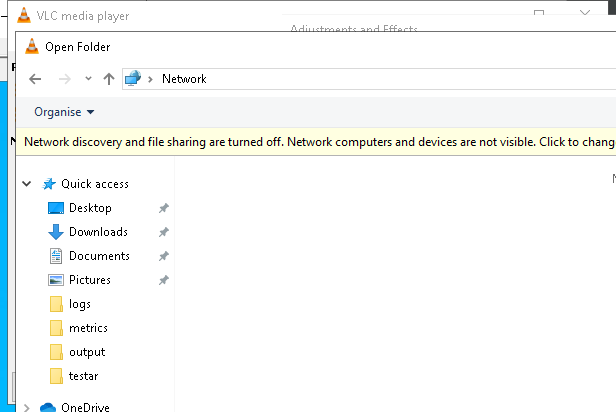 VLC media player
Adjustments and Effects
Open Folder
Network
Organise
Network discovery and file sharing are turned off. Network computers and devices are not visible. Click to chang
Quick access
Desktop
Downloads
Documents
Pictures
logs
metrics
output
testar
OneDrive